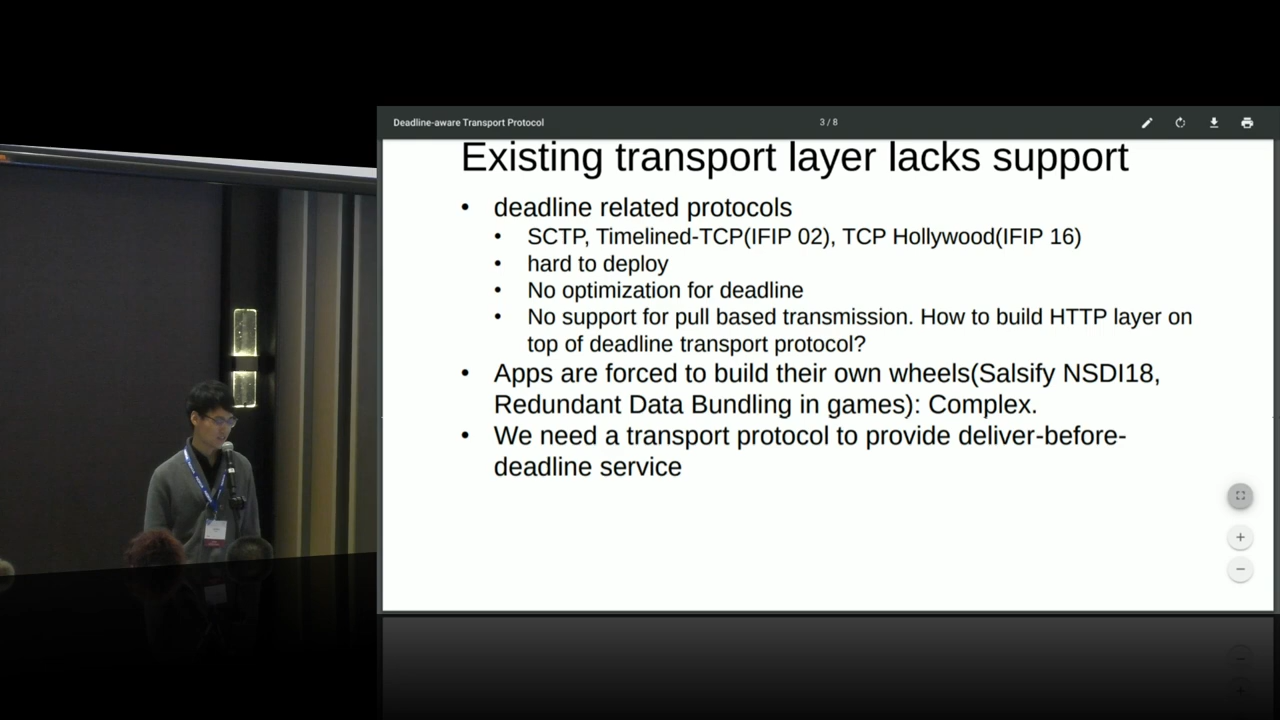 Deadline-aware Transport Protocol
3 / 8
Existing transport layer lacks support
• deadline related protocols
• SCTP, Timelined-TCP(IFIP 02), TCP Hollywood(IFIP 16)
• hard to deploy
• No optimization for deadline
• No support for pull based transmission. How to build HTTP layer on
top of deadline transport protocol?
• Apps are forced to build their own wheels(Salsify NSDI18,
Redundant Data Bundling in games): Complex.
• We need a transport protocol to provide deliver-before-
deadline service